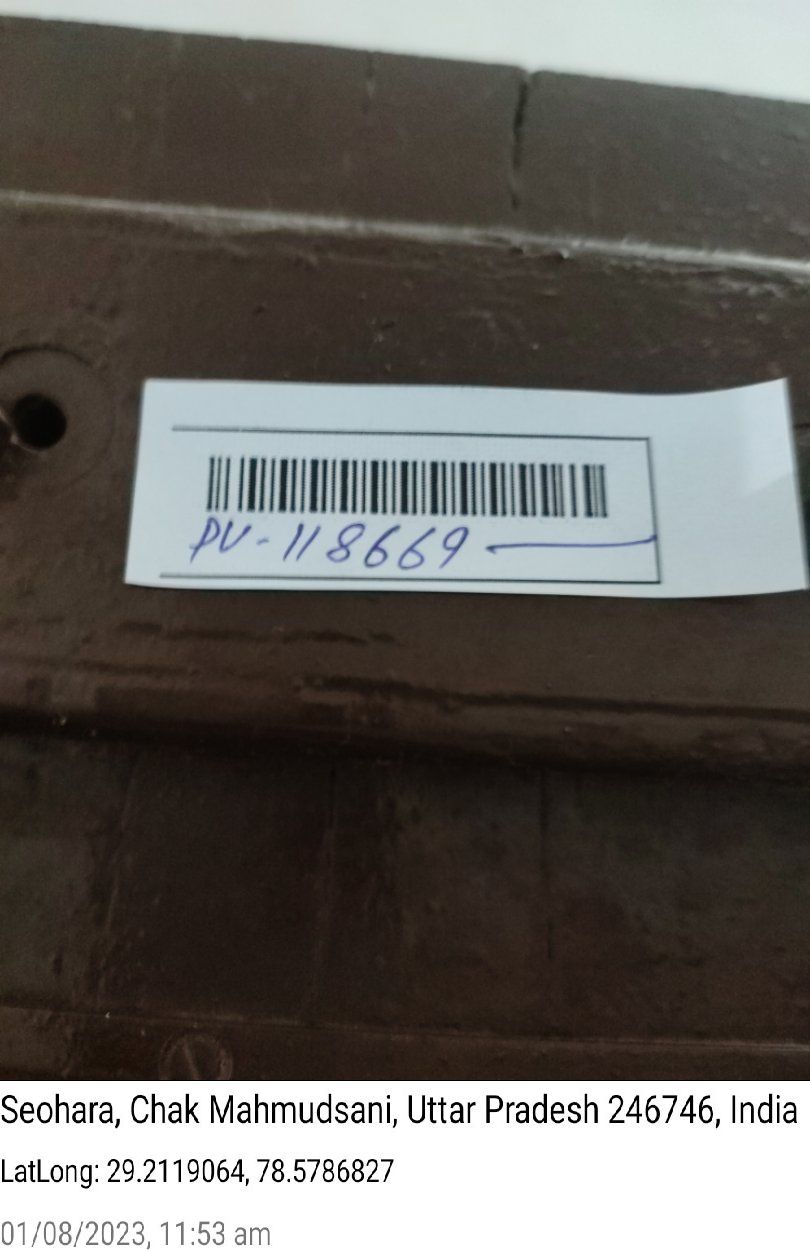 PV-118669
Seohara, Chak Mahmudsani, Uttar Pradesh 246746, India
LatLong: 29.2119064, 78.5786827
01/08/2023, 11:53 am